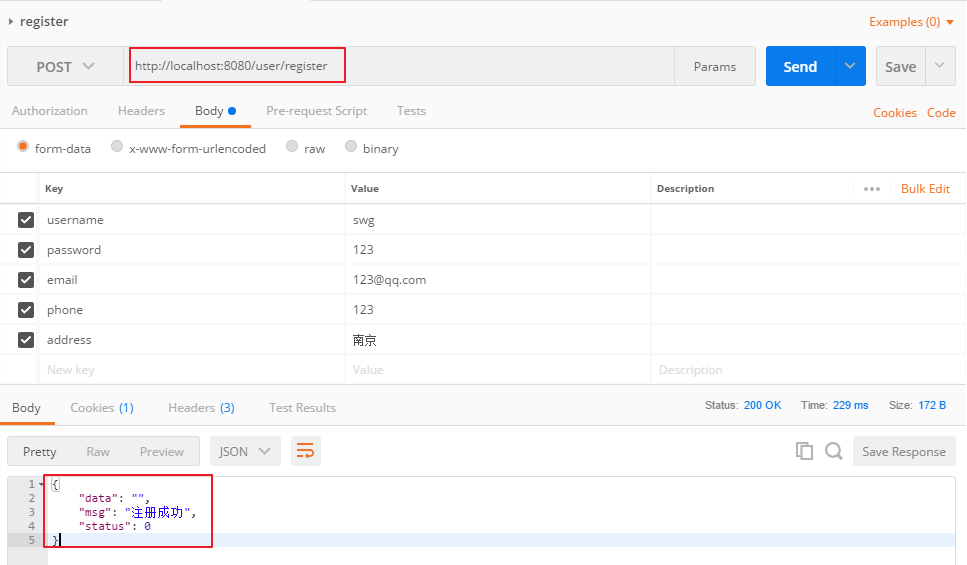 register
Examples (0)
POST http://localhost:8080/user/register Params Send Save
Authorization Headers Body Pre-request Script Tests Cookies Code
form-data x-www-form-urlencoded raw binary
Key Value Description ••• Bulk Edit
username swg
password 123
email 123@qq.com
phone 123
address 南京
New key Value Description
Body Cookies (1) Headers (3) Test Results Status: 200 OK Time: 229 ms Size: 172 B
Pretty Raw Preview JSON Save Response
1 {
2 "data": "",
3 "msg": "注册成功",
4 "status": 0
5 }